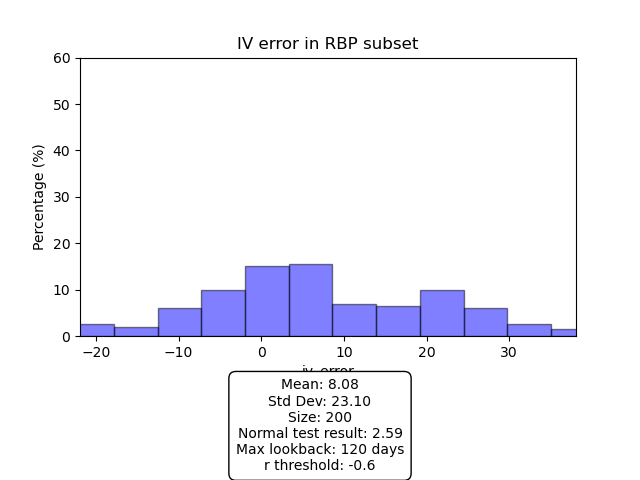 IV error in RBP subset
Percentage (%)
60
50
40
30
20
10
0
−20
−10
0
10
20
30
iv_error
Mean: 8.08
Std Dev: 23.10
Size: 200
Normal test result: 2.59
Max lookback: 120 days
r threshold: -0.6